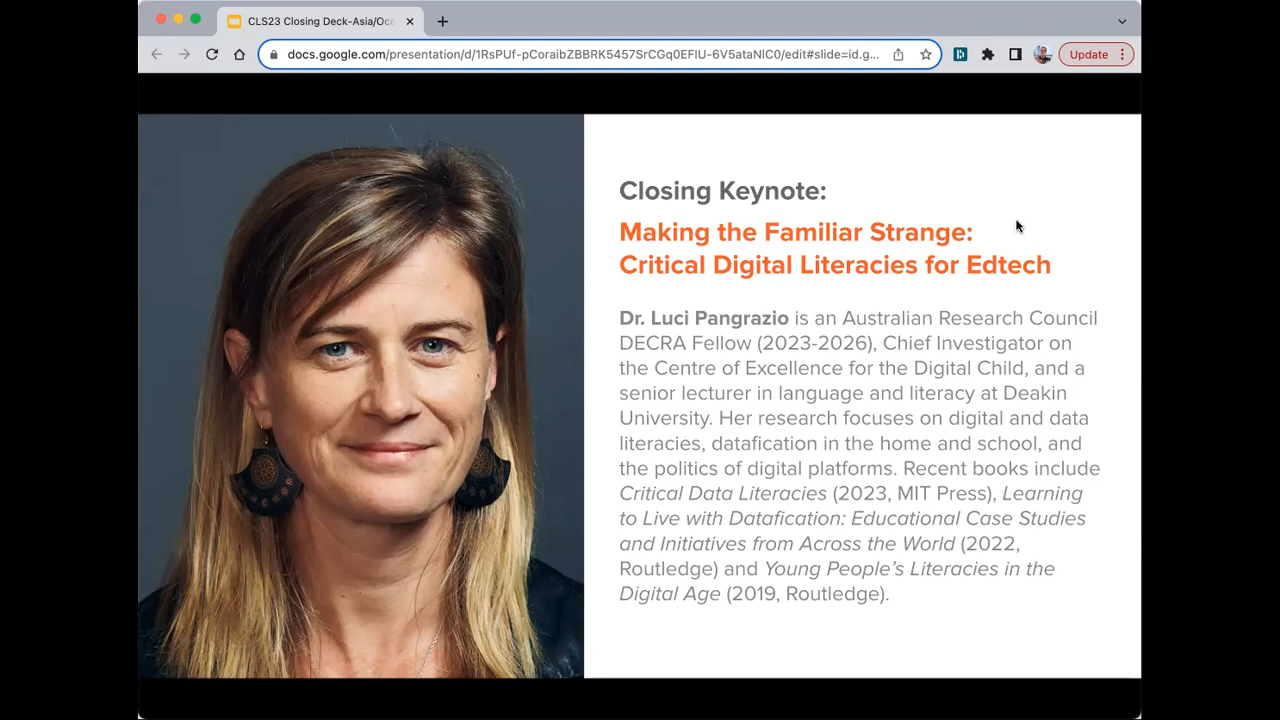 CLS23 Closing Deck-Asia/Oce
docs.google.com/presentation/d/1RsPUf-pCoraibZBBRK5457SrCGq0EFlU-6V5ataNlC0/edit#slide=id.g...
Update
Closing Keynote:
Making the Familiar Strange:
Critical Digital Literacies for Edtech
Dr. Luci Pangrazio is an Australian Research Council
DECRA Fellow (2023-2026), Chief Investigator on
the Centre of Excellence for the Digital Child, and a
senior lecturer in language and literacy at Deakin
University. Her research focuses on digital and data
literacies, datafication in the home and school, and
the politics of digital platforms. Recent books include
Critical Data Literacies (2023, MIT Press), Learning
to Live with Datafication: Educational Case Studies
and Initiatives from Across the World (2022,
Routledge) and Young People's Literacies in the
Digital Age (2019, Routledge).